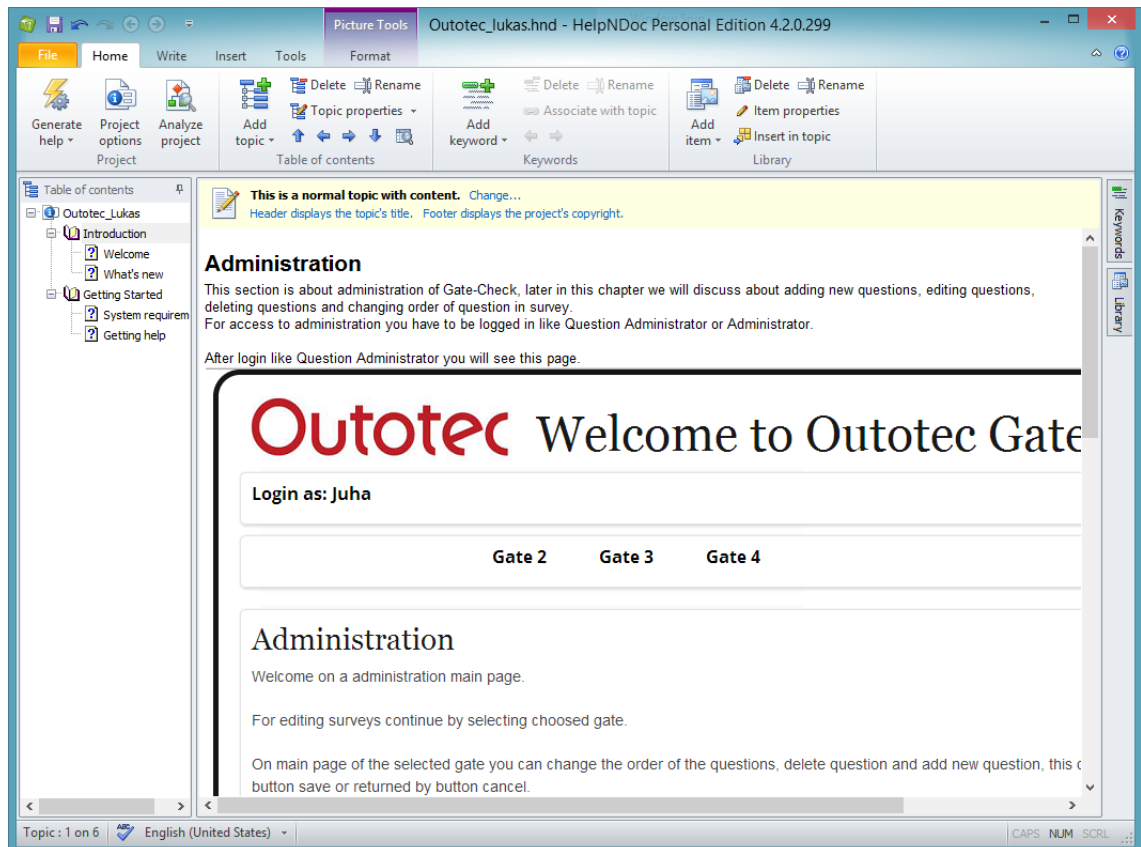 Picture Tools
Outotec_lukas.hnd - HelpNDoc Personal Edition 4.2.0.299
File Home Write Insert Tools Format
Generate help
Project options
Analyze project
Project
Add topic
Delete Rename
Topic properties
Table of contents
Add keyword
Delete Rename
Associate with topic
Keywords
Add item
Delete Rename
Item properties
Insert in topic
Library
Table of contents
Outotec_Lukas
Introduction
Welcome
What's new
Getting Started
System requirem
Getting help
This is a normal topic with content. Change...
Header displays the topic's title. Footer displays the project's copyright.
Administration
This section is about administration of Gate-Check, later in this chapter we will discuss about adding new questions, editing questions,
deleting questions and changing order of question in survey.
For access to administration you have to be logged in like Question Administrator or Administrator.
After login like Question Administrator you will see this page.
Outotec Welcome to Outotec Gate
Login as: Juha
Gate 2 Gate 3 Gate 4
Administration
Welcome on a administration main page.
For editing surveys continue by selecting choosed gate.
On main page of the selected gate you can change the order of the questions, delete question and add new question, this
button save or returned by button cancel.
Keywords
Library
Topic : 1 on 6 English (United States) CAPS NUM SCRL